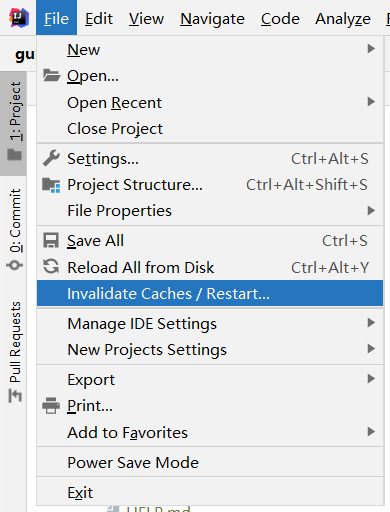 File Edit View Navigate Code Analyze
gu
New
Open...
Open Recent
Close Project
Settings... Ctrl+Alt+S
Project Structure... Ctrl+Alt+Shift+S
File Properties
Save All Ctrl+S
Reload All from Disk Ctrl+Alt+Y
Invalidate Caches / Restart...
Manage IDE Settings
New Projects Settings
Export
Print...
Add to Favorites
Power Save Mode
Exit
1: Project
0: Commit
Pull Requests